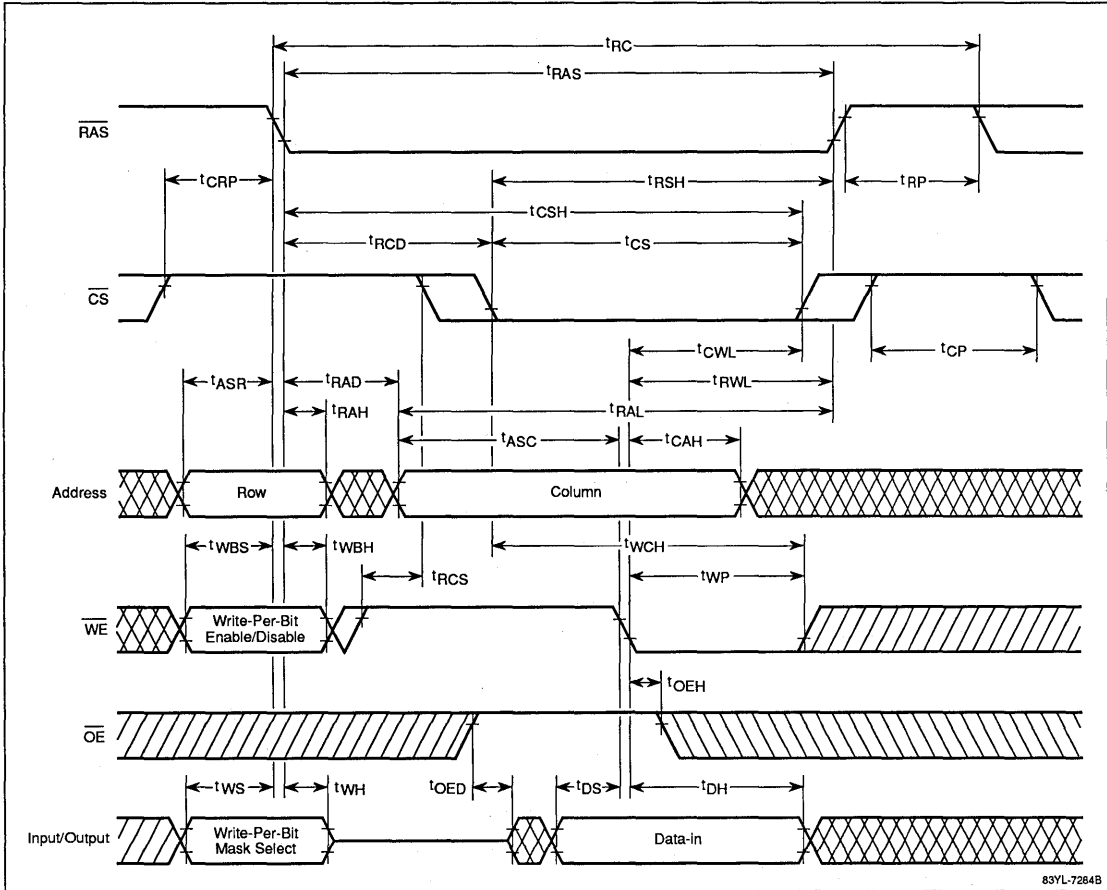 tRC
tRAS
RAS
tCRP
tRSH
tRP
tCSH
tRCD
tCS
CS
tCWL
tCP
tASR
tRAD
tRWL
tRAH
tRAL
tASC
tCAH
Address
Row
Column
tWBS
tWBH
tWCH
tRCS
tWP
WE
Write-Per-Bit
Enable/Disable
tOEH
OE
tWS
tWH
tOED
tDS
tDH
Input/Output
Write-Per-Bit
Mask Select
Data-in
83YL-7284B